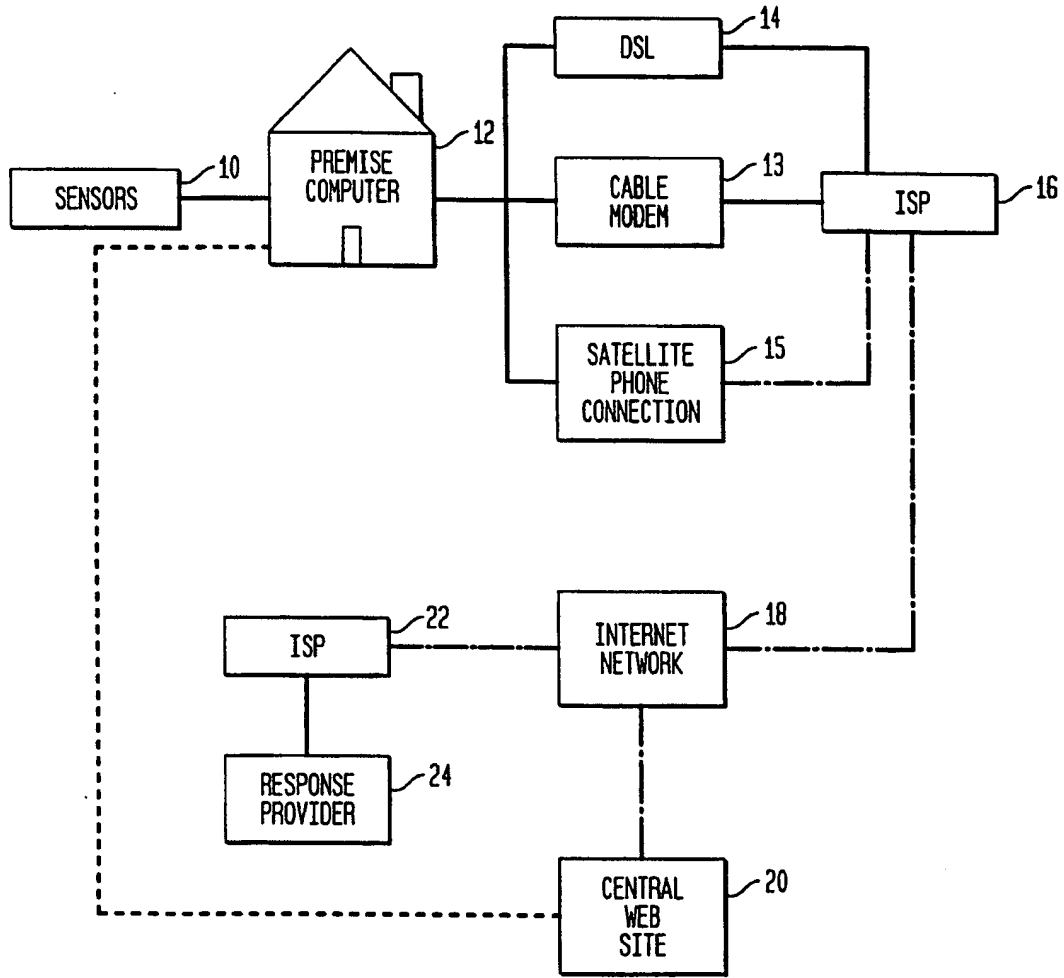 14
DSL
12
PREMISE
COMPUTER
10
SENSORS
13
CABLE
MODEM
16
ISP
15
SATELLITE
PHONE
CONNECTION
22
ISP
18
INTERNET
NETWORK
24
RESPONSE
PROVIDER
20
CENTRAL
WEB
SITE